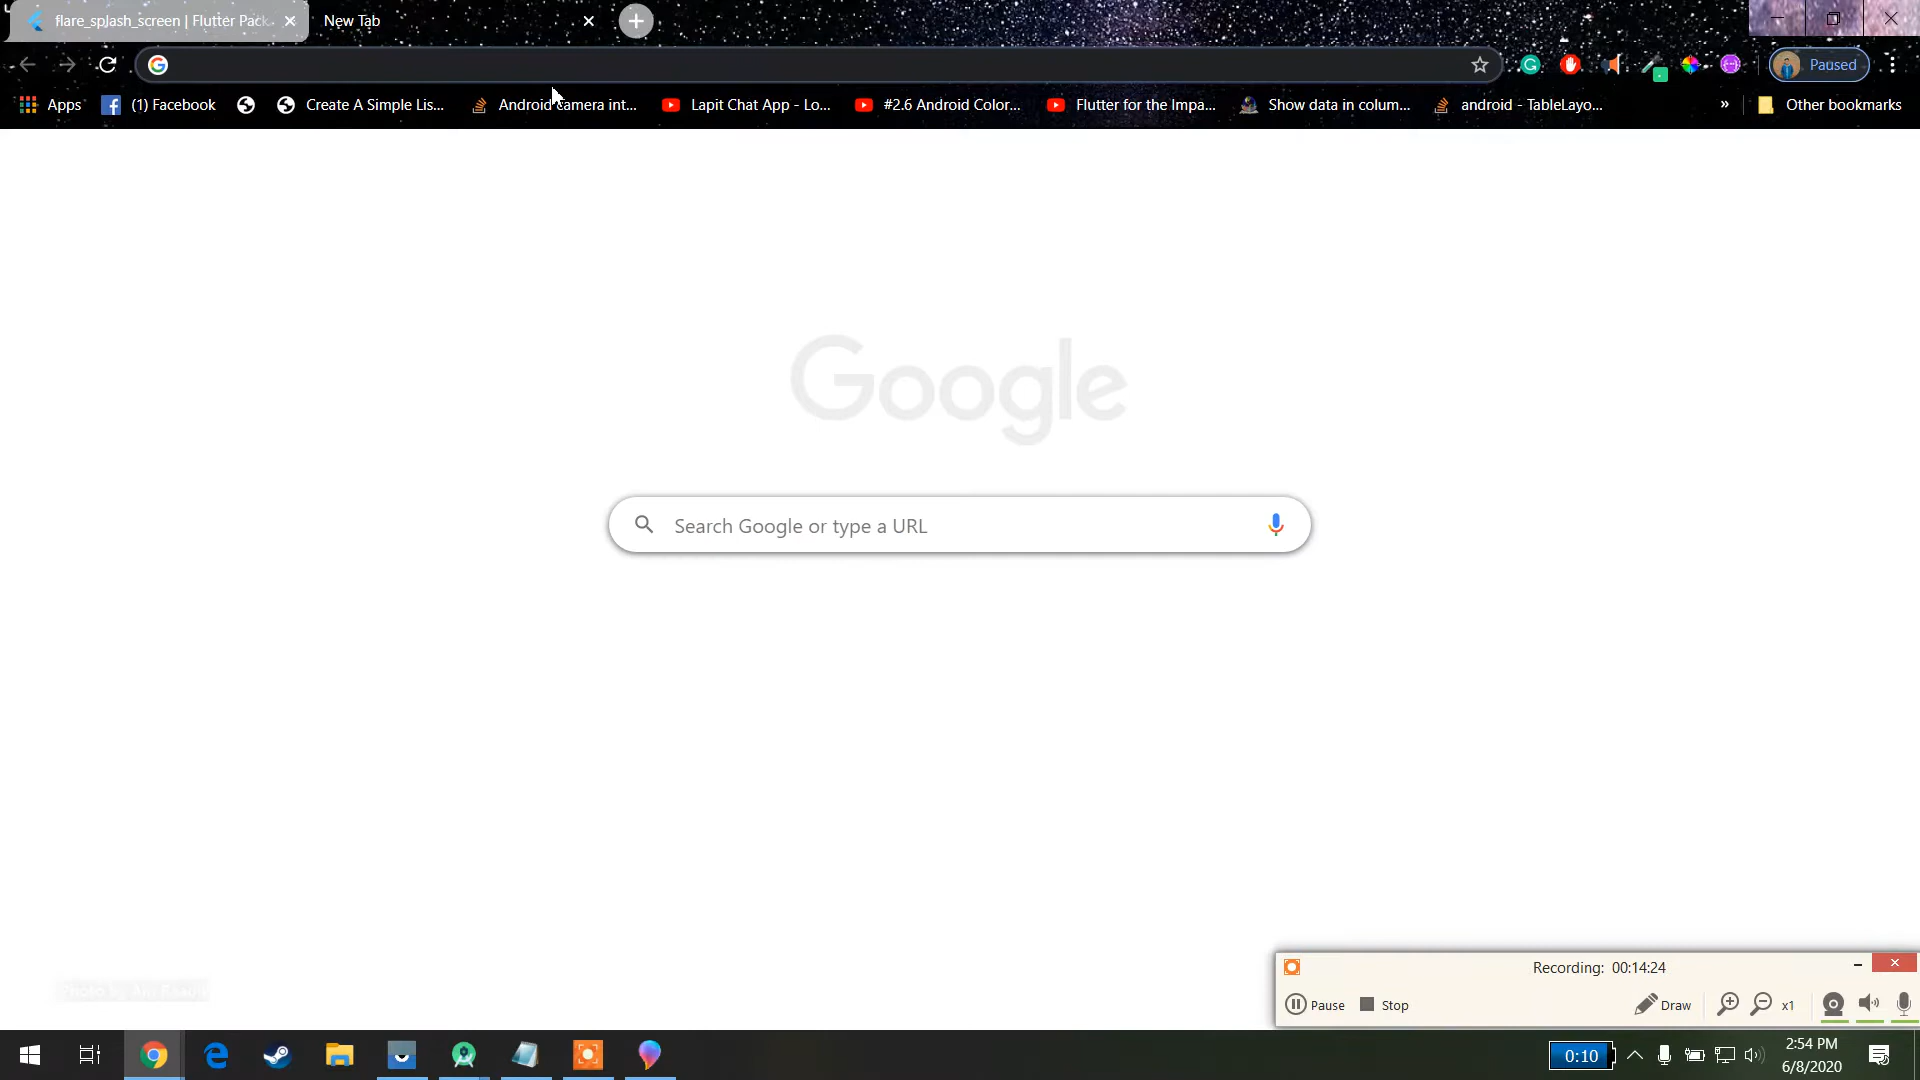 flare_splash_screen | Flutter Pack
New Tab
Paused
Apps
(1) Facebook
Create A Simple Lis...
Android camera int...
Lapit Chat App - Lo...
#2.6 Android Color...
Flutter for the Impa...
Show data in colum...
android - TableLayo...
»
Other bookmarks
Google
Search Google or type a URL
Recording: 00:14:24
Pause
Stop
Draw
x1
0:10
2:54 PM
6/8/2020